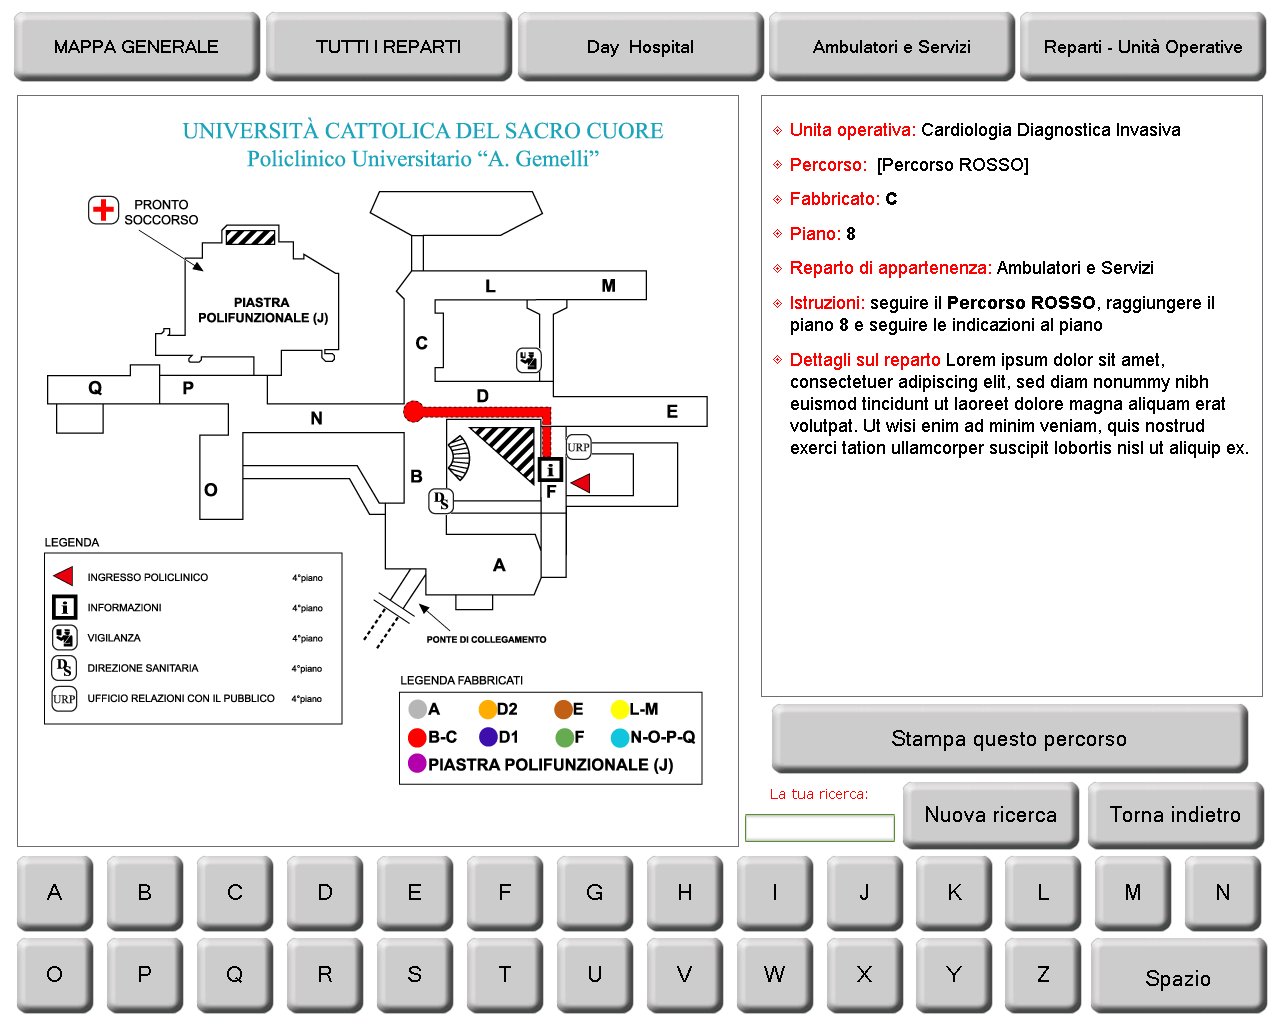 MAPPA GENERALE
TUTTI I REPARTI
Day  Hospital
Ambulatori e Servizi
Reparti - Unità Operative
UNIVERSITÀ CATTOLICA DEL SACRO CUORE
Policlinico Universitario “A. Gemelli”
PRONTO
SOCCORSO
PIASTRA
POLIFUNZIONALE (J)
L
M
C
Q
P
D
E
N
URP
i
B
F
O
DS
A
PONTE DI COLLEGAMENTO
LEGENDA
INGRESSO POLICLINICO 4°piano
i INFORMAZIONI 4°piano
VIGILANZA 4°piano
DS DIREZIONE SANITARIA 4°piano
URP UFFICIO RELAZIONI CON IL PUBBLICO 4°piano
LEGENDA FABBRICATI
A D2 E L-M
B-C D1 F N-O-P-Q
PIASTRA POLIFUNZIONALE (J)
Unita operativa: Cardiologia Diagnostica Invasiva
Percorso:  [Percorso ROSSO]
Fabbricato: C
Piano: 8
Reparto di appartenenza: Ambulatori e Servizi
Istruzioni: seguire il Percorso ROSSO, raggiungere il
piano 8 e seguire le indicazioni al piano
Dettagli sul reparto Lorem ipsum dolor sit amet,
consectetuer adipiscing elit, sed diam nonummy nibh
euismod tincidunt ut laoreet dolore magna aliquam erat
volutpat. Ut wisi enim ad minim veniam, quis nostrud
exerci tation ullamcorper suscipit lobortis nisl ut aliquip ex.
Stampa questo percorso
La tua ricerca:
Nuova ricerca
Torna indietro
A B C D E F G H I J K L M N
O P Q R S T U V W X Y Z Spazio